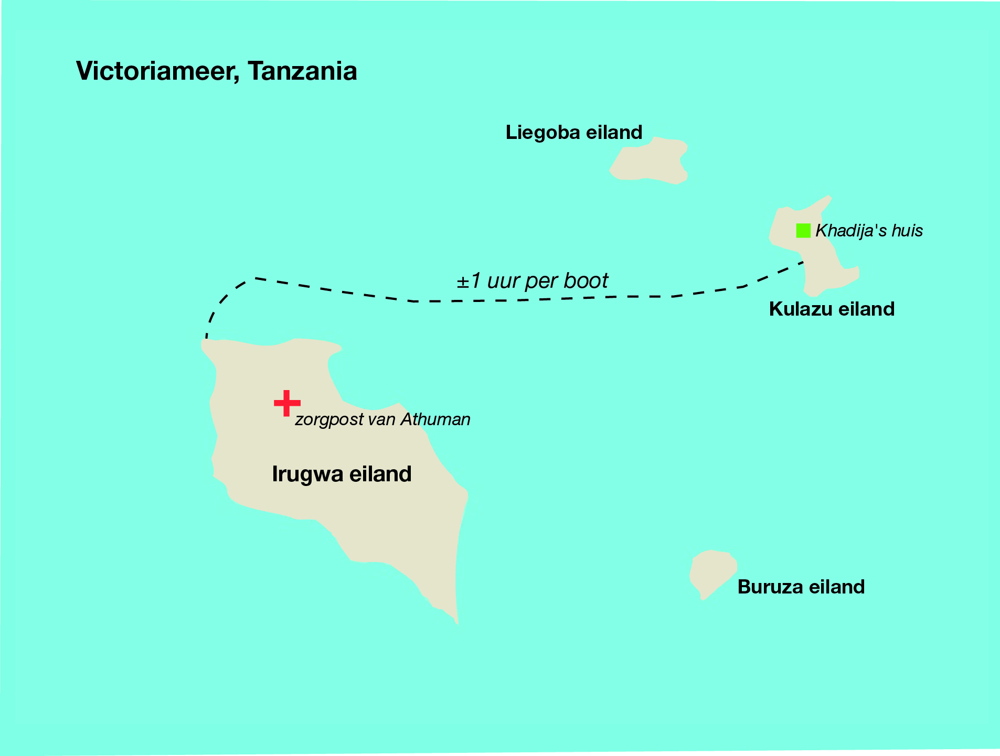 Victoriameer, Tanzania
Liegoba eiland
Khadija's huis
±1 uur per boot
Kulazu eiland
zorgpost van Athuman
Irugwa eiland
Buruza eiland